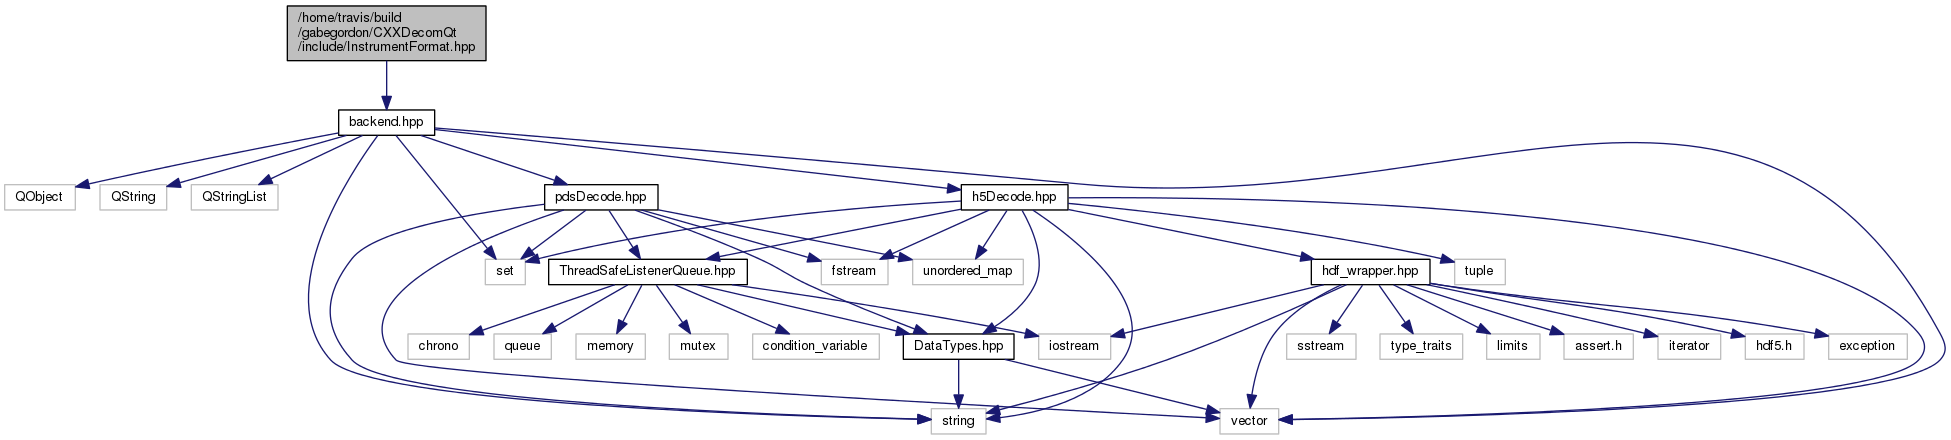 /home/travis/build
/gabegordon/CXXDecomQt
/include/InstrumentFormat.hpp
backend.hpp
QObject
QString
QStringList
pdsDecode.hpp
h5Decode.hpp
set
ThreadSafeListenerQueue.hpp
fstream
unordered_map
hdf_wrapper.hpp
tuple
chrono
queue
memory
mutex
condition_variable
DataTypes.hpp
iostream
sstream
type_traits
limits
assert.h
iterator
hdf5.h
exception
string
vector